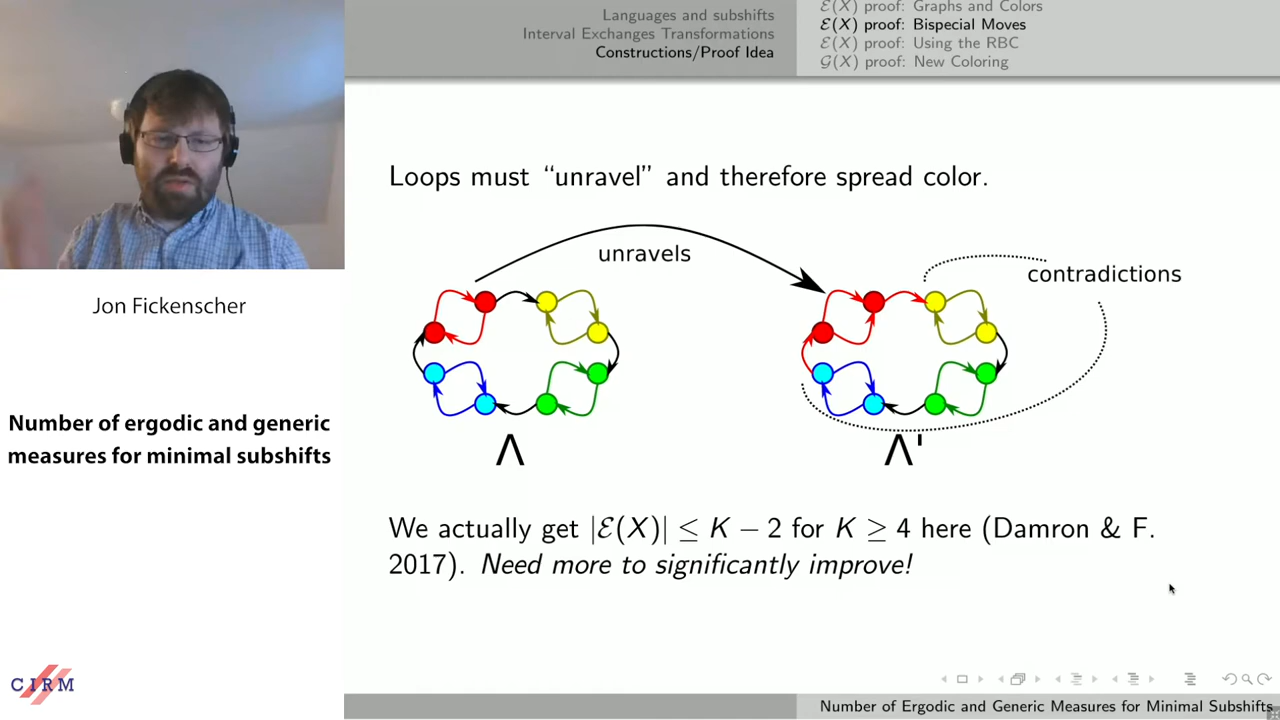 Languages and subshifts
Interval Exchanges Transformations
Constructions/Proof Idea
ℰ(X) proof: Graphs and Colors
ℰ(X) proof: Bispecial Moves
ℰ(X) proof: Using the RBC
𝒢(X) proof: New Coloring
Loops must “unravel” and therefore spread color.
unravels
contradictions
Λ
Λ'
We actually get |ℰ(X)| ≤ K − 2 for K ≥ 4 here (Damron & F.
2017). Need more to significantly improve!
Jon Fickenscher
Number of ergodic and generic
measures for minimal subshifts
CIRM
Number of Ergodic and Generic Measures for Minimal Subshifts